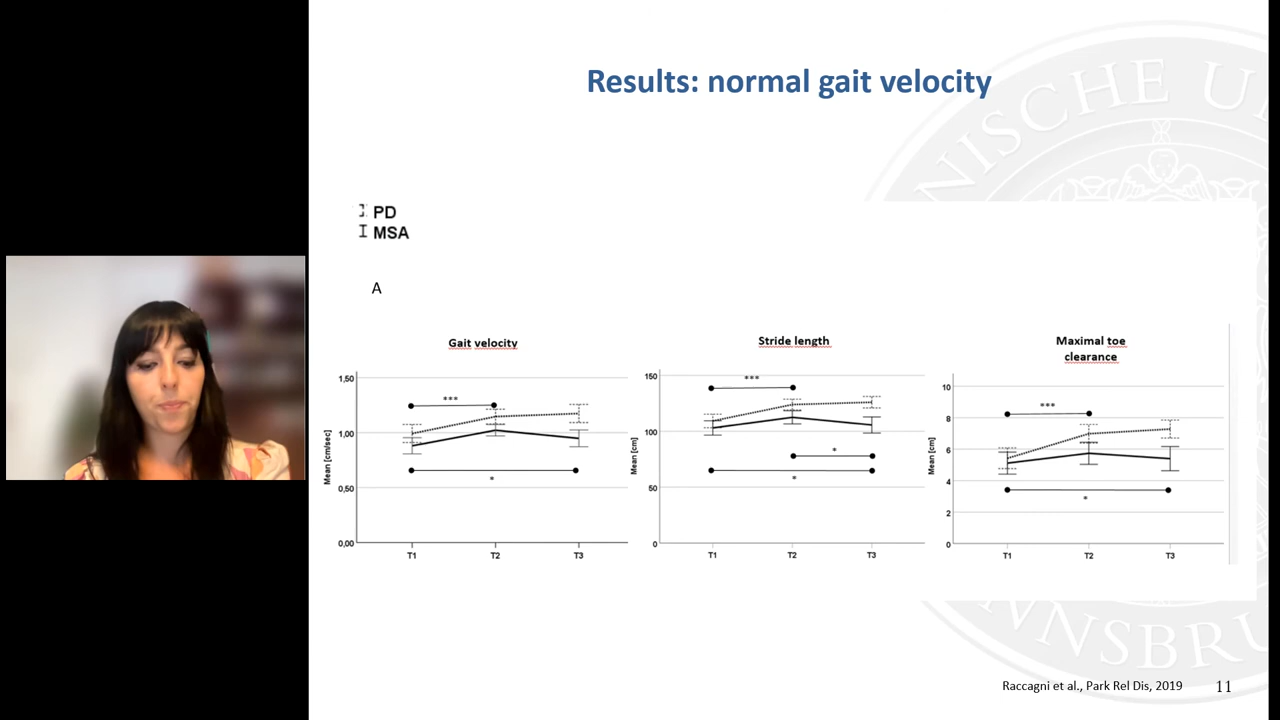 Results: normal gait velocity
PD
MSA
A
Gait velocity
1,50
1,00
0,50
0,00
Mean [cm/sec]
***
*
T1 T2 T3
Stride length
150
100
50
0
Mean [cm]
***
*
*
T1 T2 T3
Maximal toe
clearance
10
8
6
4
2
0
Mean [cm]
***
*
T1 T2 T3
Raccagni et al., Park Rel Dis, 2019
11